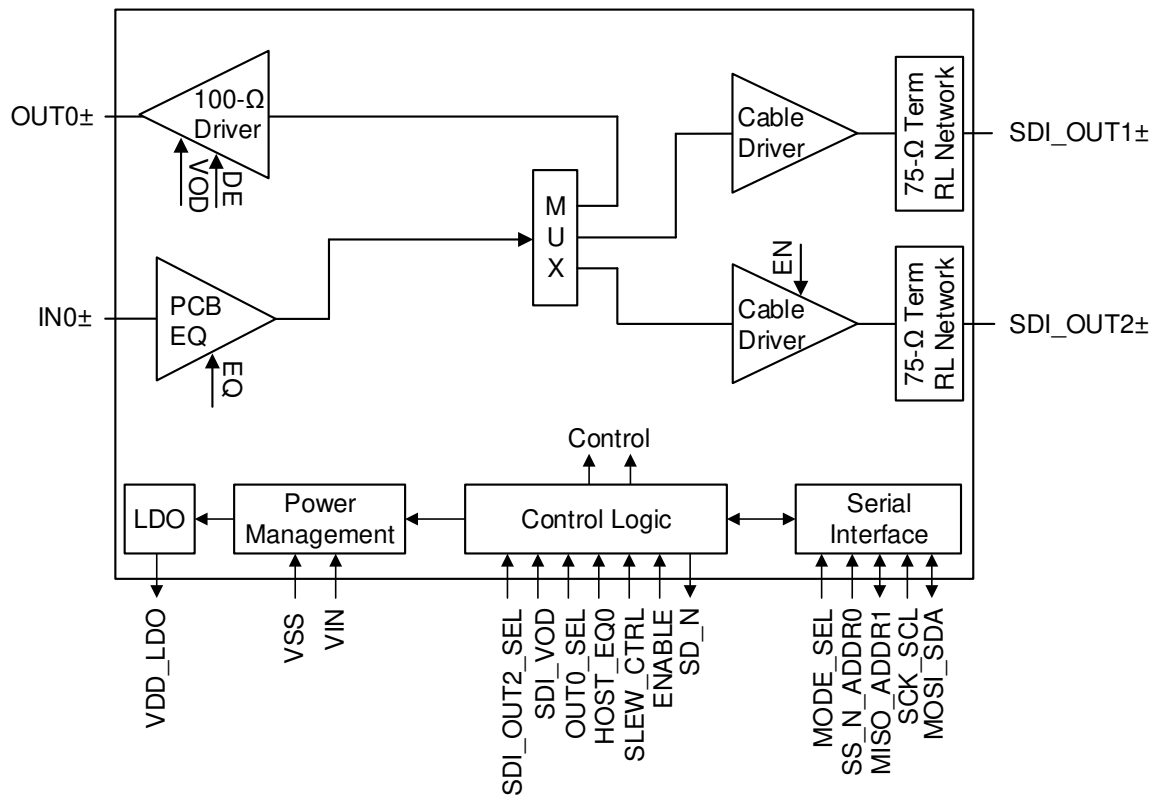 OUT0±
100-Ω
Driver
VOD
DE
M
U
X
Cable
Driver
75-Ω Term
RL Network
SDI_OUT1±
IN0±
PCB
EQ
EQ
EN
Cable
Driver
75-Ω Term
RL Network
SDI_OUT2±
Control
LDO
Power
Management
Control Logic
Serial
Interface
VDD_LDO
VSS
VIN
SDI_OUT2_SEL
SDI_VOD
OUT0_SEL
HOST_EQ0
SLEW_CTRL
ENABLE
SD_N
MODE_SEL
SS_N_ADDR0
MISO_ADDR1
SCK_SCL
MOSI_SDA